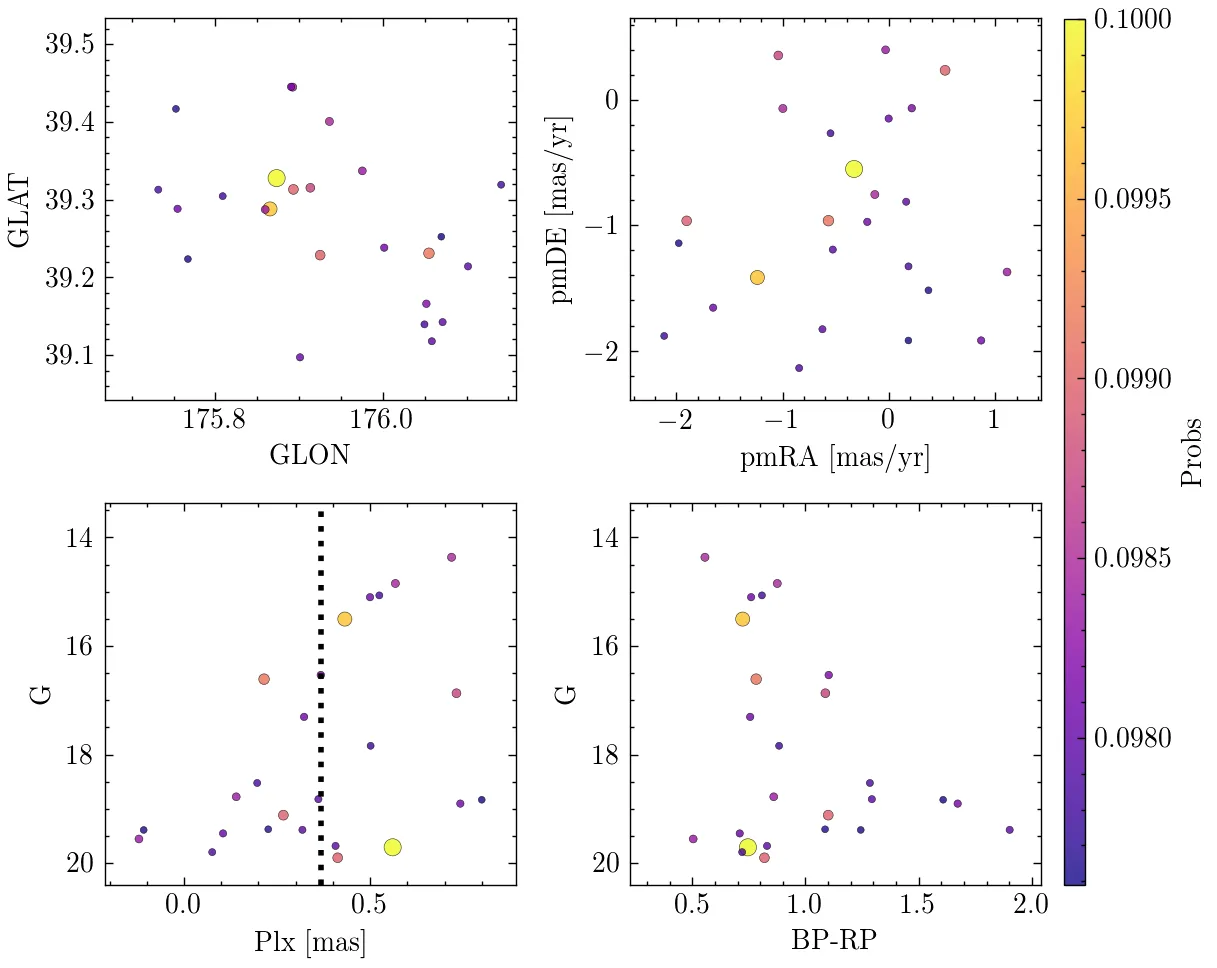 39.5
39.4
39.3
39.2
39.1
GLAT
175.8 176.0
GLON
0
−1
−2
pmDE [mas/yr]
−2 −1 0 1
pmRA [mas/yr]
0.1000
0.0995
0.0990
0.0985
0.0980
Probs
14
16
18
20
G
0.0 0.5
Plx [mas]
14
16
18
20
G
0.5 1.0 1.5 2.0
BP-RP